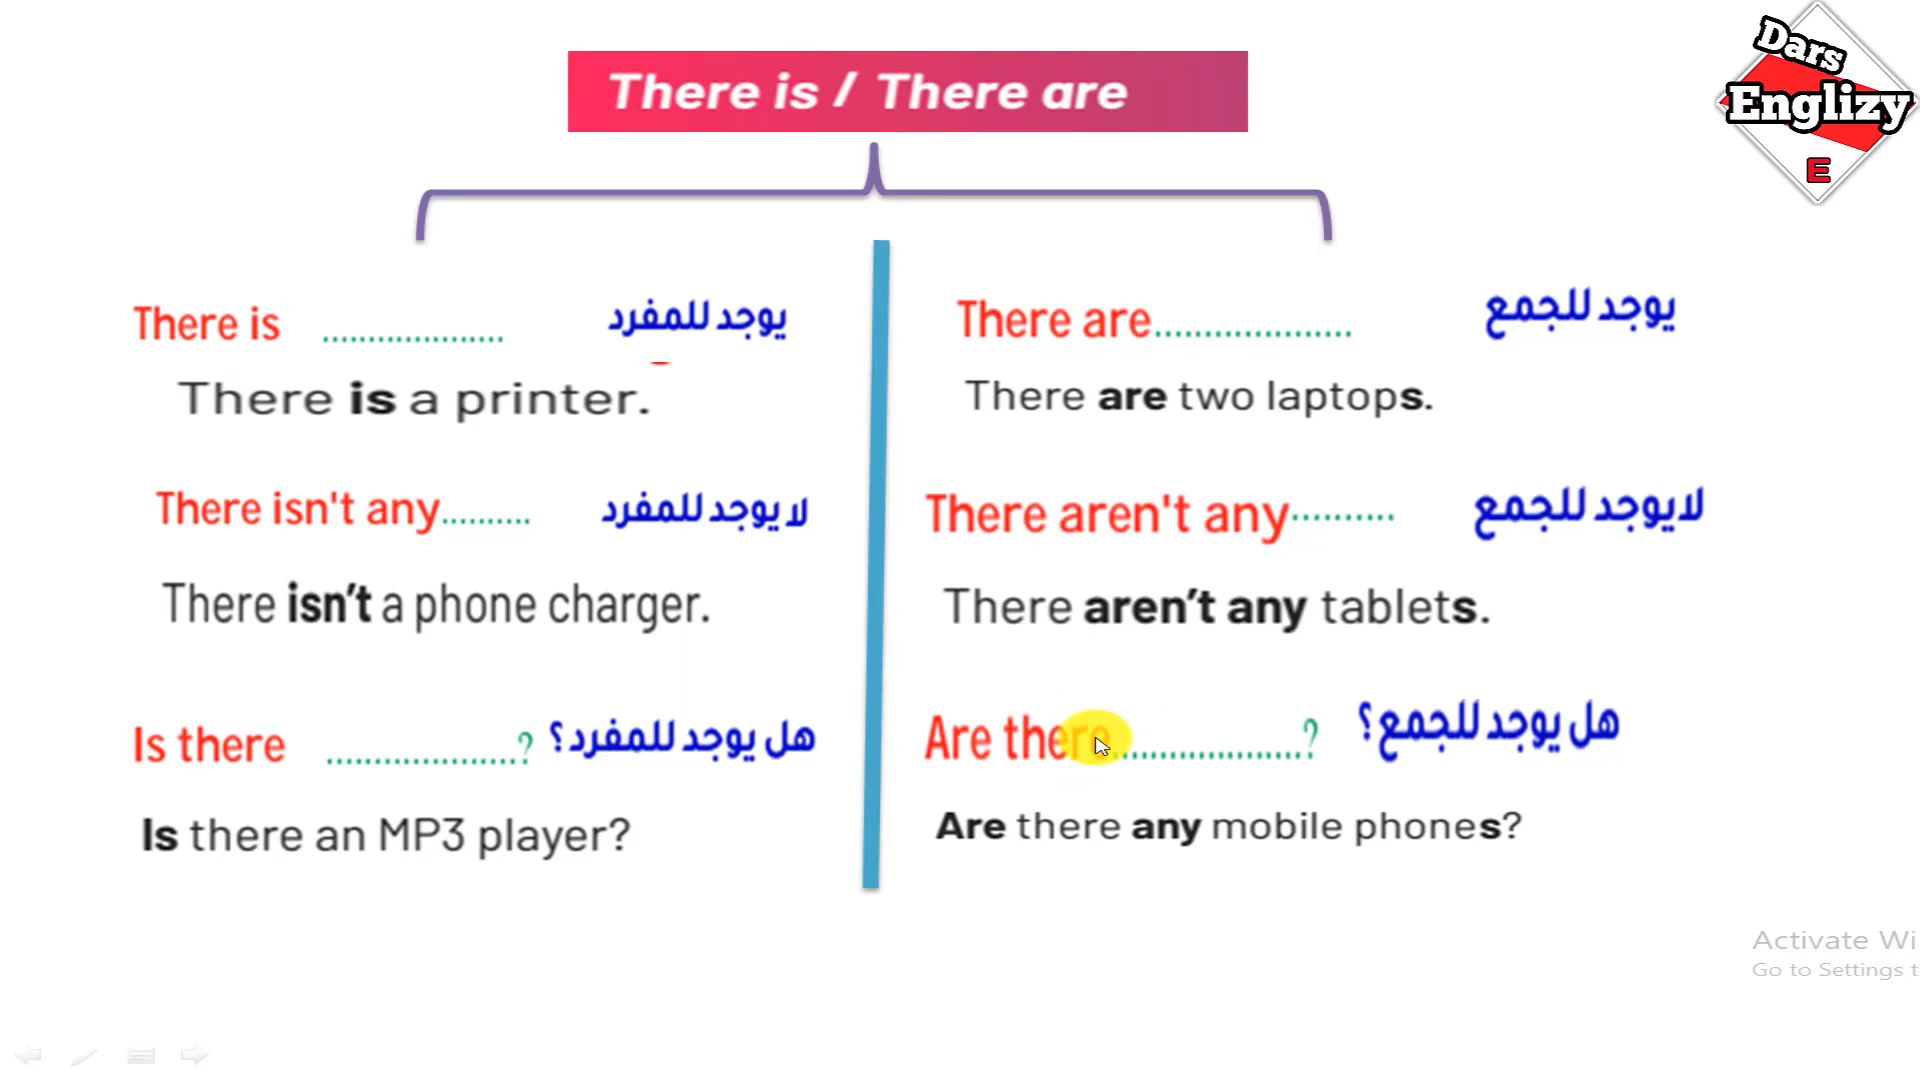 There is / There are
Dars
Englizy
E
There is ................... يوجد للمفرد
There is a printer.
There isn't any.......... لا يوجد للمفرد
There isn’t a phone charger.
Is there ....................? هل يوجد للمفرد؟
Is there an MP3 player?
There are................... يوجد للجمع
There are two laptops.
There aren't any.......... لايوجد للجمع
There aren’t any tablets.
Are there...................? هل يوجد للجمع؟
Are there any mobile phones?
Activate Wi
Go to Settings t